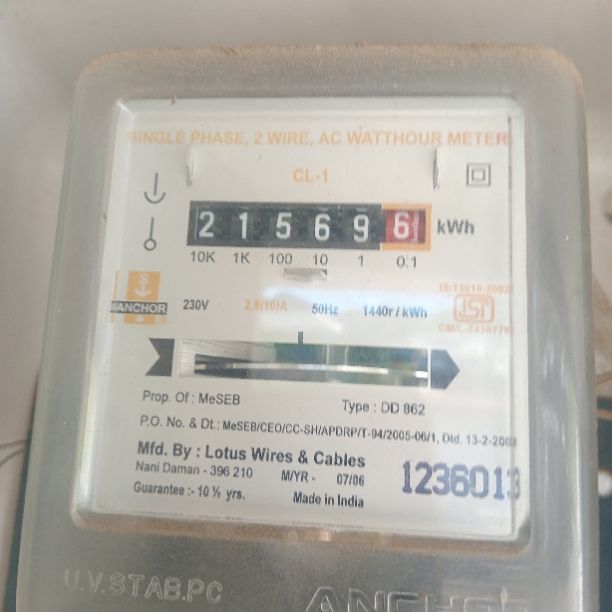 SINGLE PHASE, 2 WIRE, AC WATTHOUR METER
CL-1
2 1 5 6 9 6 kWh
10K 1K 100 10 1 0.1
ANCHOR
230V 2.5(10)A 50Hz 1440r / kWh
ISI
Prop. Of : MeSEB
Type : DD 862
P.O. No. & Dt.: MeSEB/CEO/CC-SH/APDRP/T-94/2005-06/1, Dtd. 13-2-2006
Mfd. By : Lotus Wires & Cables
Nani Daman - 396 210 M/YR - 07/06
Guarantee :- 10 ½ yrs. Made in India
1236013
U.V.STAB.PC
ANCHOR